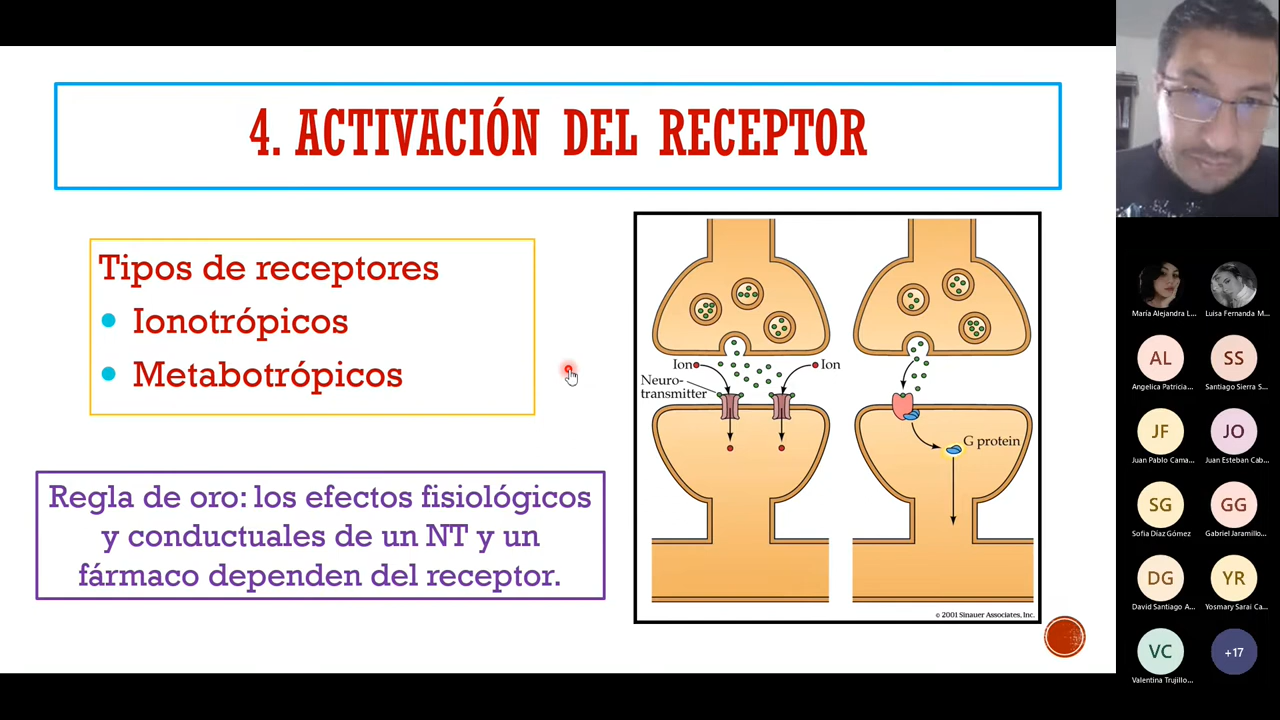 4. ACTIVACIÓN DEL RECEPTOR
Tipos de receptores
Ionotrópicos
Metabotrópicos
Regla de oro: los efectos fisiológicos
y conductuales de un NT y un
fármaco dependen del receptor.
Ion
Ion
Neuro-
transmitter
G protein
© 2001 Sinauer Associates, Inc.
María Alejandra L...
Luisa Fernanda M...
AL
SS
Angelica Patricia...
Santiago Sierra S...
JF
JO
Juan Pablo Cama...
Juan Esteban Cab...
SG
GG
Sofia Díaz Gómez
Gabriel Jaramillo...
DG
YR
David Santiago A...
Yosmary Sarai Ca...
VC
+17
Valentina Trujillo...